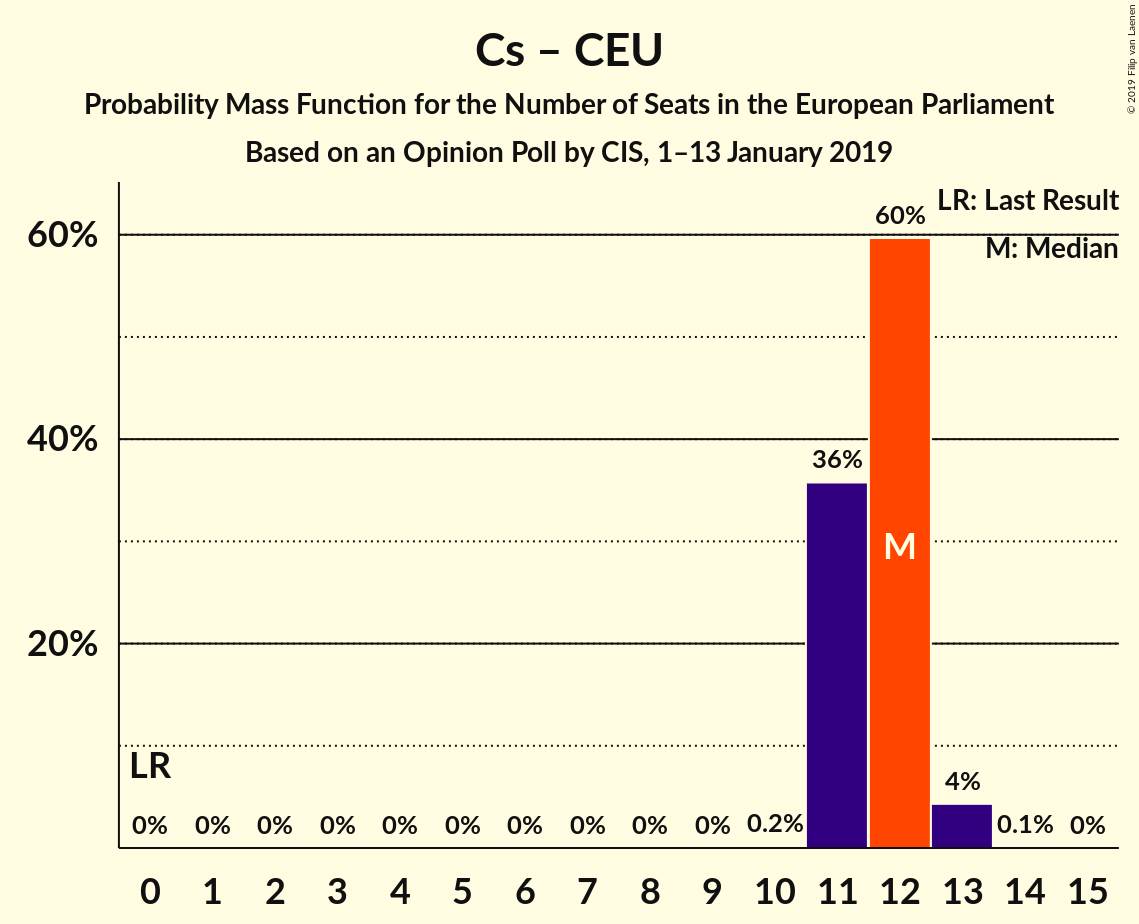 Cs – CEU
Probability Mass Function for the Number of Seats in the European Parliament
Based on an Opinion Poll by CIS, 1–13 January 2019
© 2019 Filip van Laenen
LR: Last Result
M: Median
60%
40%
20%
LR
M
0% 0% 0% 0% 0% 0% 0% 0% 0% 0% 0.2% 36% 60% 4% 0.1% 0%
0 1 2 3 4 5 6 7 8 9 10 11 12 13 14 15